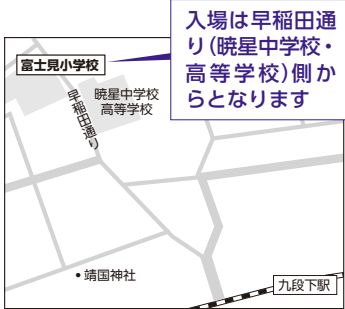 入場は早稲田通
り(暁星中学校・
高等学校)側か
らとなります
富士見小学校
暁星中学校
高等学校
早稲田通り
靖国神社
九段下駅